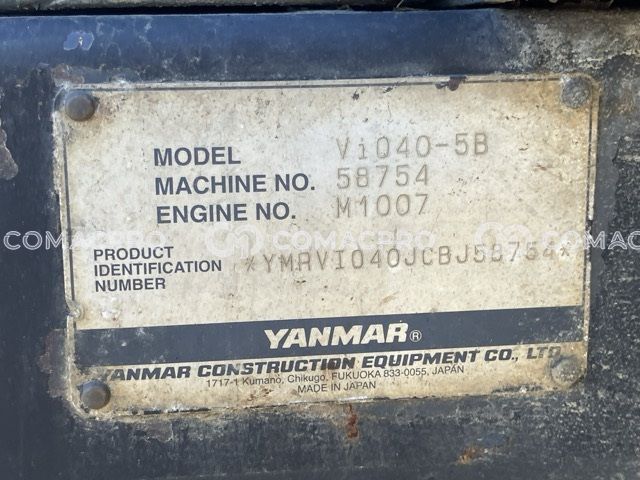 MODEL ViO40-5B
MACHINE NO. 58754
ENGINE NO. M1007
PRODUCT IDENTIFICATION NUMBER *YMRVIO40JCBJ58754*
COMACPRO COMACPRO COMACPRO
YANMAR®
YANMAR CONSTRUCTION EQUIPMENT CO., LTD.
1717-1 Kumano, Chikugo, FUKUOKA 833-0055, JAPAN
MADE IN JAPAN